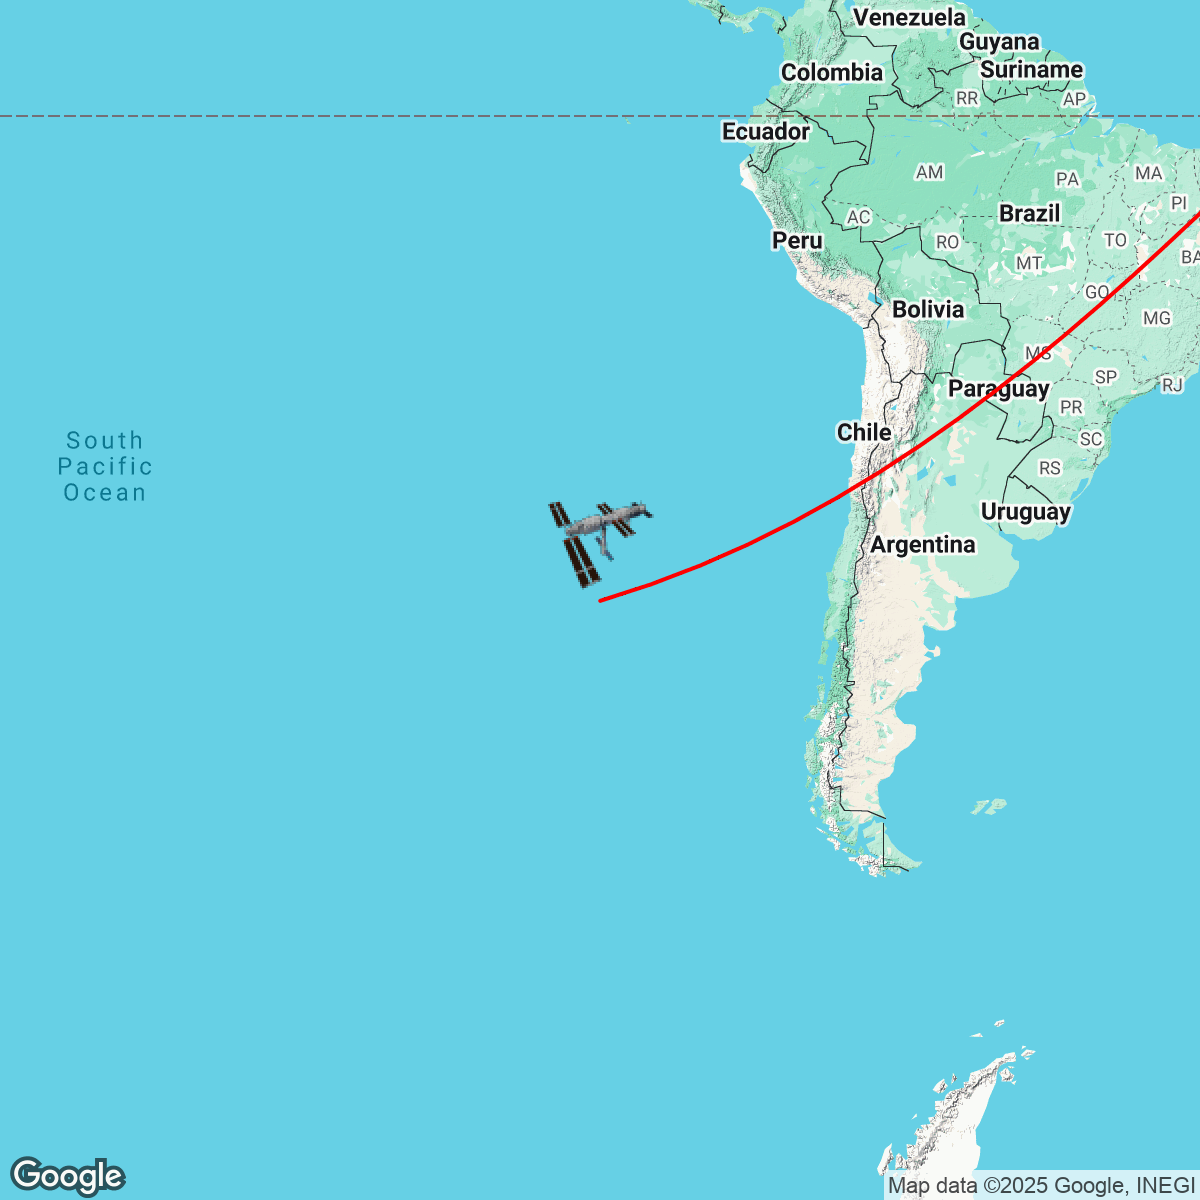 Venezuela
Guyana
Colombia
Suriname
RR
AP
Ecuador
AM
PA
MA
PI
AC
Brazil
Peru
RO
TO
MT
BA
GO
Bolivia
MG
MS
SP
RJ
Paraguay
PR
Chile
SC
South
Pacific
Ocean
RS
Uruguay
Argentina
Google
Map data ©2025 Google, INEGI